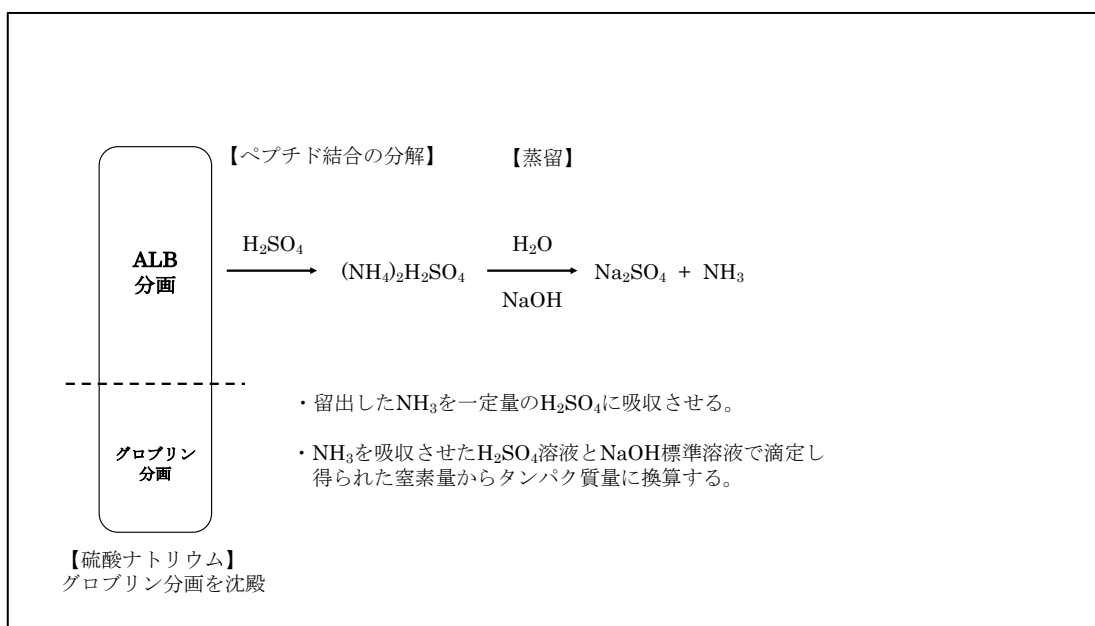 【ペプチド結合の分解】
【蒸留】
ALB
分画
H₂SO₄
(NH₄)₂H₂SO₄
H₂O
NaOH
Na₂SO₄ + NH₃
・留出したNH₃を一定量のH₂SO₄に吸収させる。
グロブリン
分画
・NH₃を吸収させたH₂SO₄溶液とNaOH標準溶液で滴定し
得られた窒素量からタンパク質量に換算する。
【硫酸ナトリウム】
グロブリン分画を沈殿